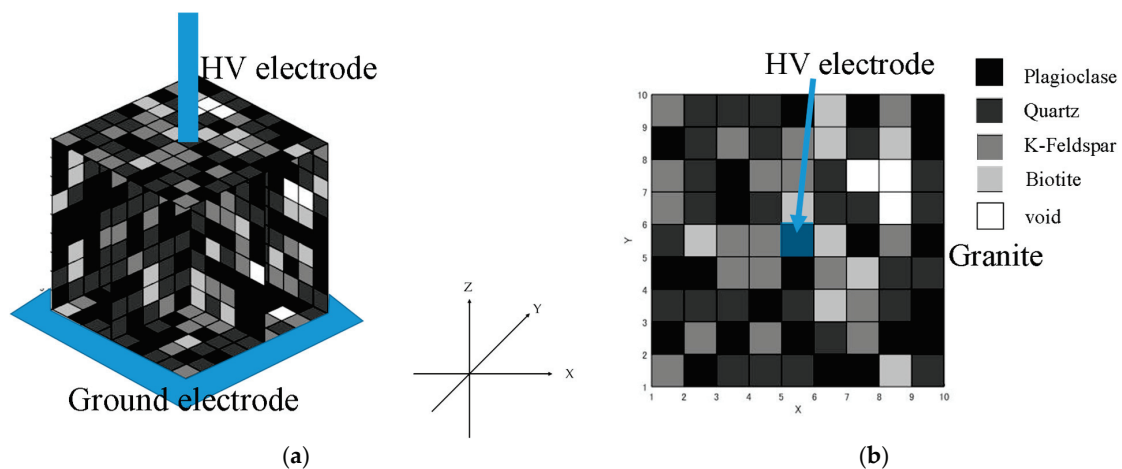 HV electrode
Ground electrode
Z
Y
X
(a)
HV electrode
10
9
8
7
6
5
4
3
2
1
Y
1 2 3 4 5 6 7 8 9 10
X
Plagioclase
Quartz
K-Feldspar
Biotite
void
Granite
(b)